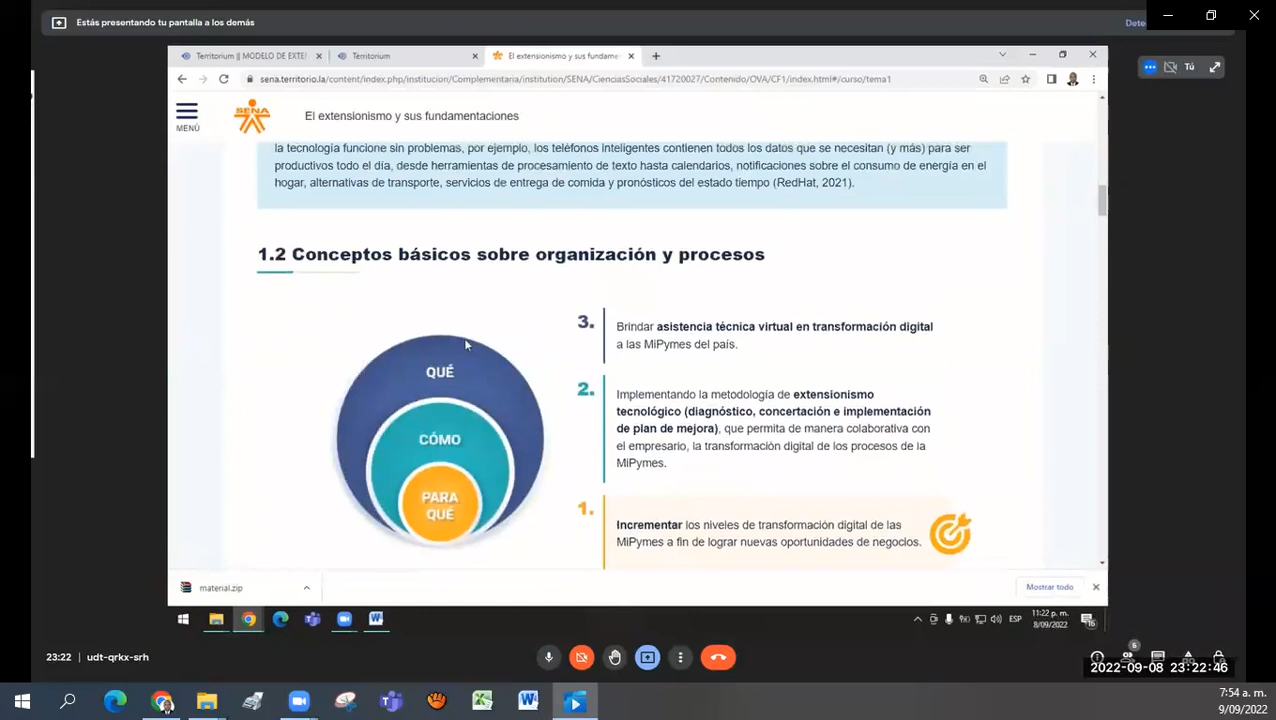 Estás presentando tu pantalla a los demás
Dete
Territorium || MODELO DE EXTE
Territorium
El extensionismo y sus fundame
sena.territorio.la/content/index.php/institucion/Complementaria/institution/SENA/CienciasSociales/41720027/Contenido/OVA/CF1/index.html#/curso/tema1
Tú
MENÚ
SENA
El extensionismo y sus fundamentaciones
la tecnología funcione sin problemas, por ejemplo, los teléfonos inteligentes contienen todos los datos que se necesitan (y más) para ser
productivos todo el día, desde herramientas de procesamiento de texto hasta calendarios, notificaciones sobre el consumo de energía en el
hogar, alternativas de transporte, servicios de entrega de comida y pronósticos del estado tiempo (RedHat, 2021).
1.2 Conceptos básicos sobre organización y procesos
QUÉ
CÓMO
PARA
QUÉ
3.
Brindar asistencia técnica virtual en transformación digital
a las MiPymes del país.
2.
Implementando la metodología de extensionismo
tecnológico (diagnóstico, concertación e implementación
de plan de mejora), que permita de manera colaborativa con
el empresario, la transformación digital de los procesos de la
MiPymes.
1.
Incrementar los niveles de transformación digital de las
MiPymes a fin de lograr nuevas oportunidades de negocios.
material.zip
Mostrar todo
ESP
11:22 p. m.
8/09/2022
16
23:22 | udt-qrkx-srh
6
2022-09-08 23:22:46
7:54 a. m.
9/09/2022